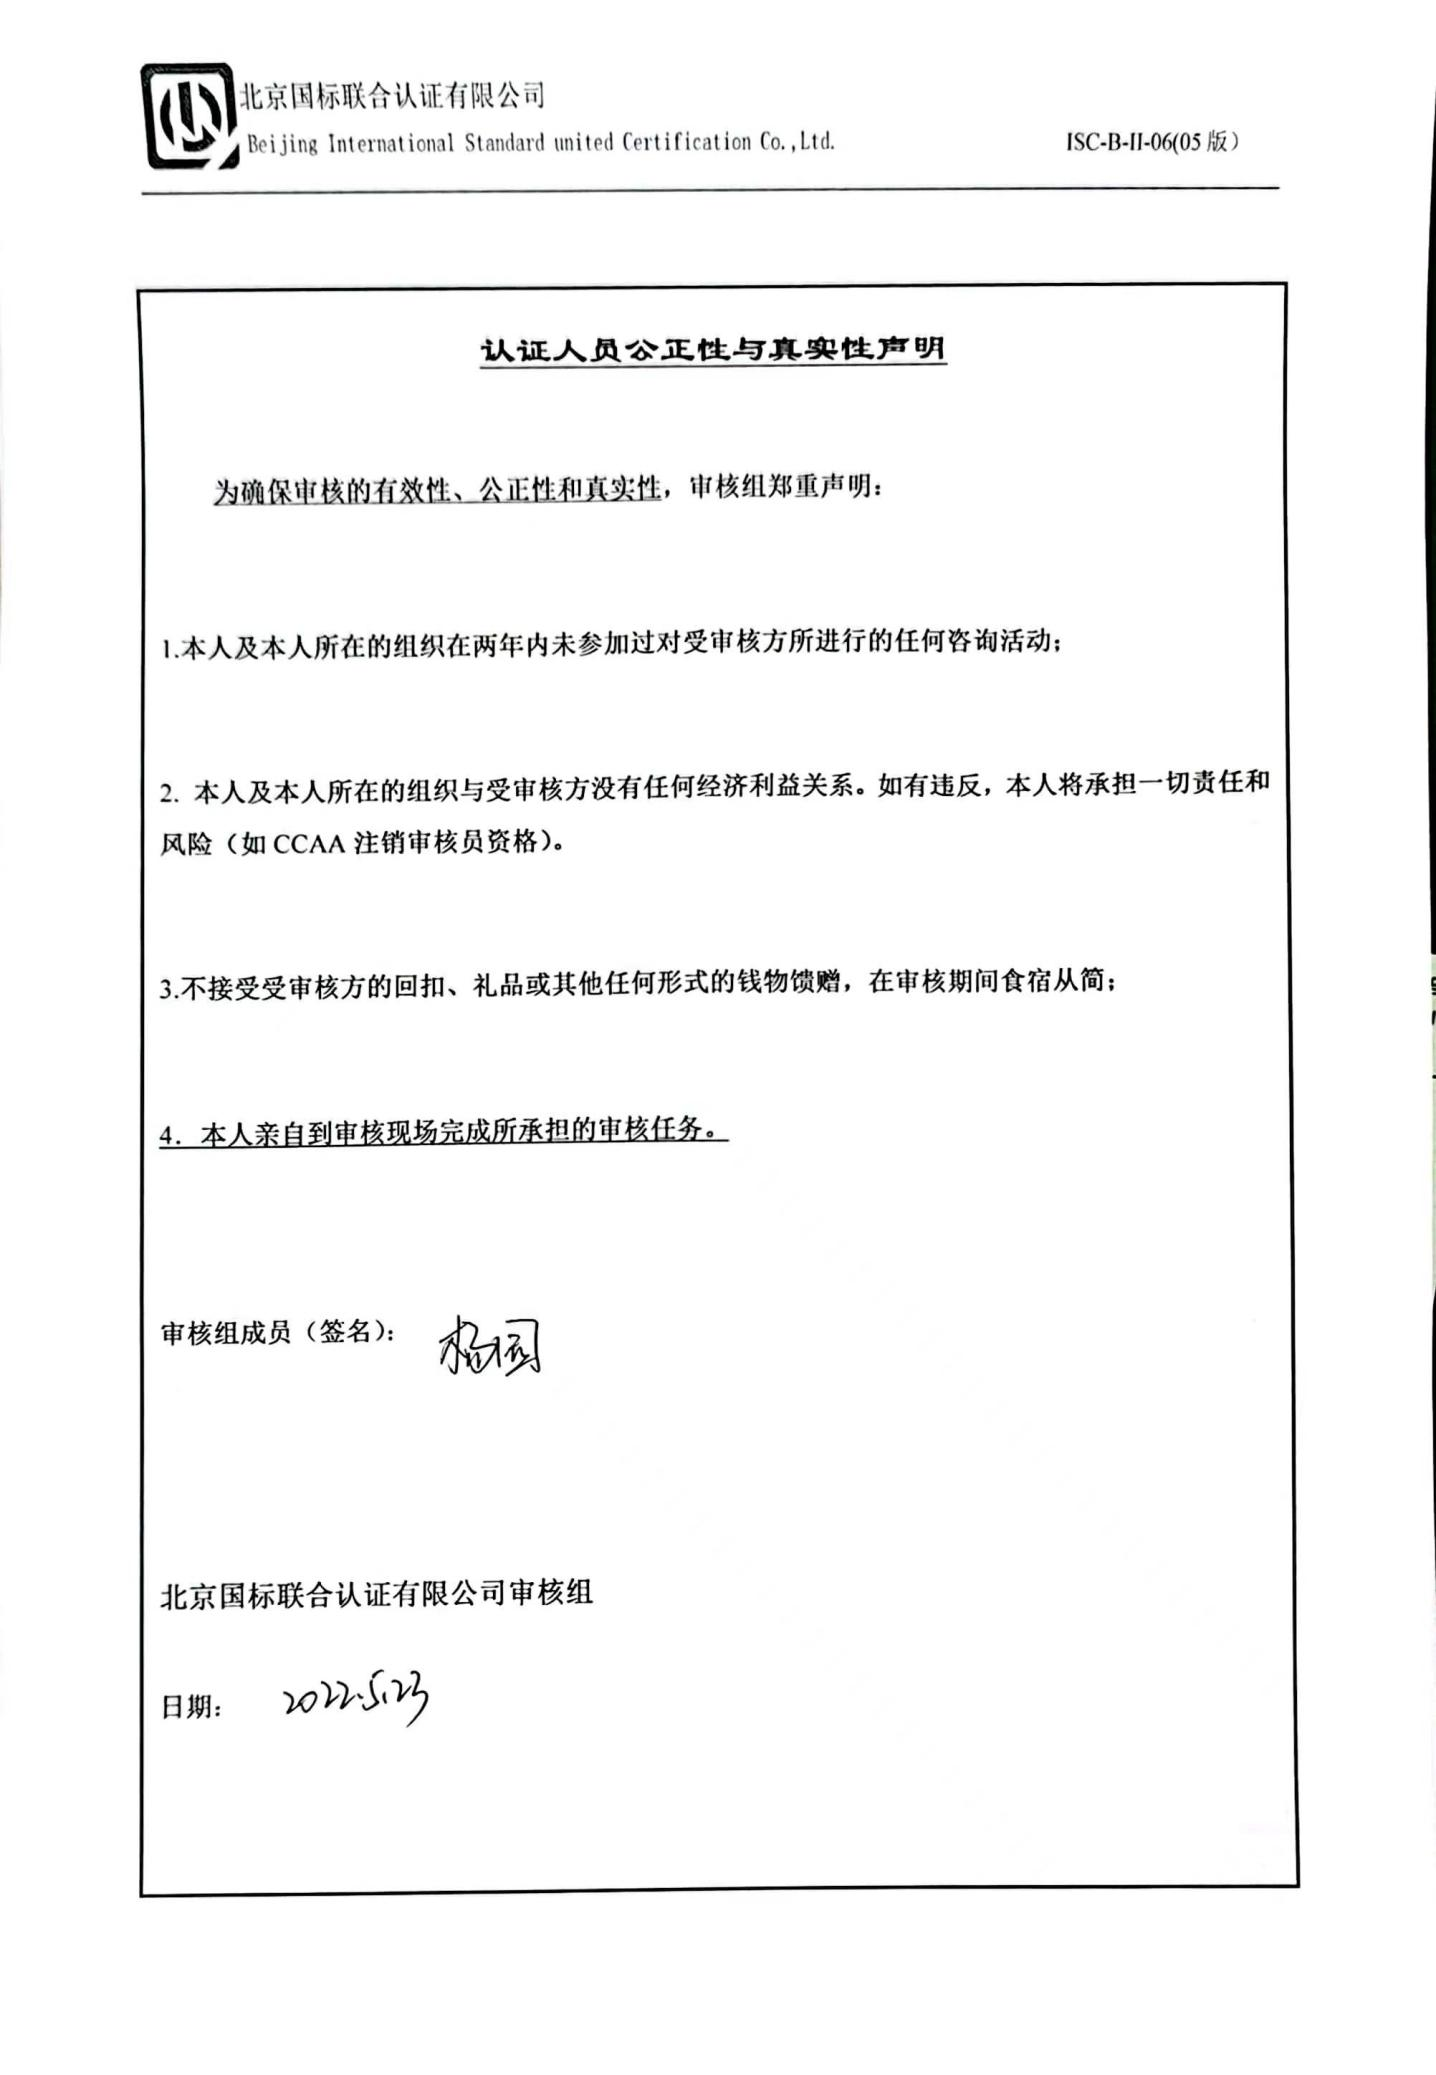 北京国标联合认证有限公司
Beijing International Standard united Certification Co.,Ltd.
ISC-B-II-06(05版)
认证人员公正性与真实性声明
为确保审核的有效性、公正性和真实性，审核组郑重声明：
1.本人及本人所在的组织在两年内未参加过对受审核方所进行的任何咨询活动；
2. 本人及本人所在的组织与受审核方没有任何经济利益关系。如有违反，本人将承担一切责任和
风险（如 CCAA 注销审核员资格）。
3.不接受受审核方的回扣、礼品或其他任何形式的钱物馈赠，在审核期间食宿从简；
4. 本人亲自到审核现场完成所承担的审核任务。
审核组成员（签名）： 杨园
北京国标联合认证有限公司审核组
日期： 2022.5.23